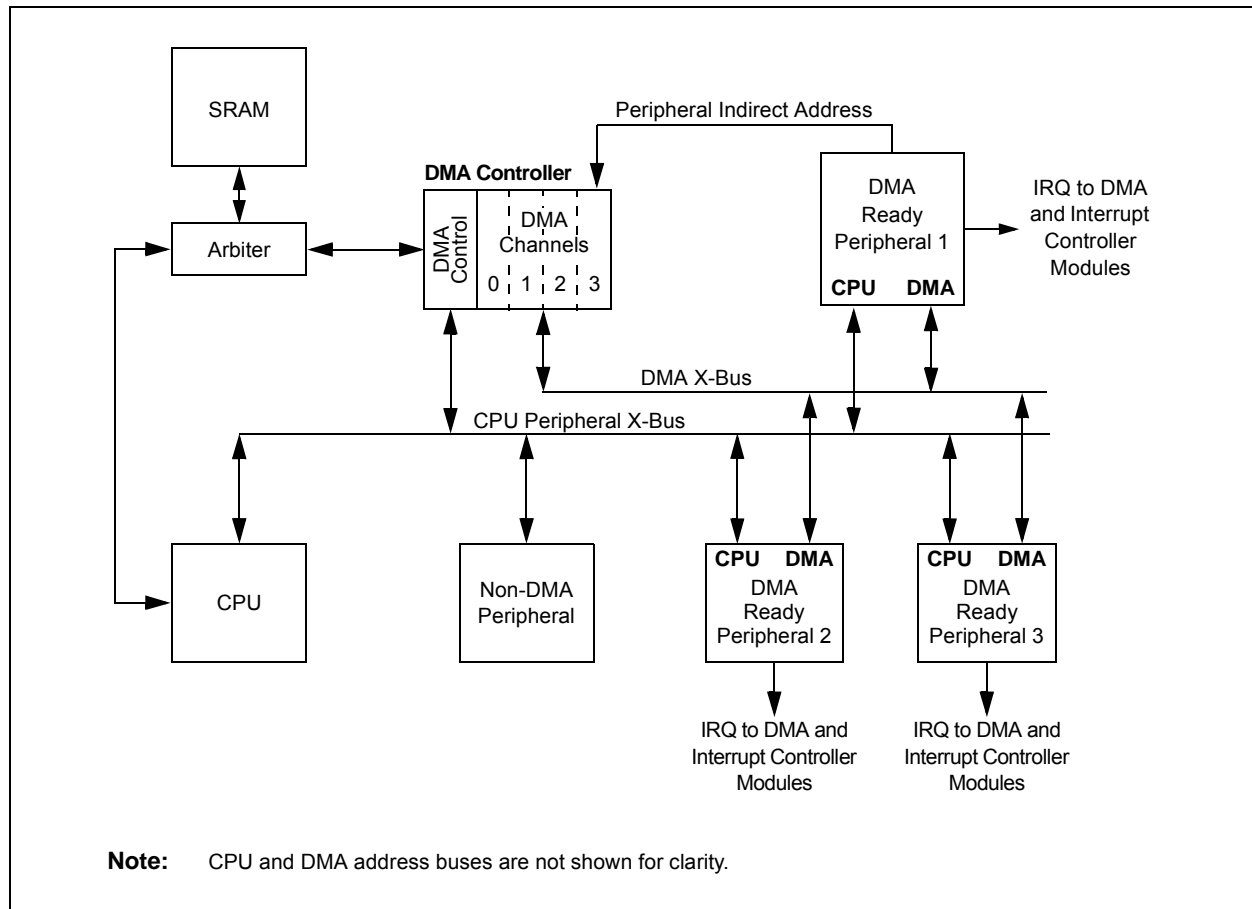 SRAM
Peripheral Indirect Address
DMA Controller
DMA
Ready
Peripheral 1
CPU DMA
IRQ to DMA
and Interrupt
Controller
Modules
Arbiter
DMA
Control
DMA
Channels
0 1 2 3
DMA X-Bus
CPU Peripheral X-Bus
CPU
Non-DMA
Peripheral
CPU DMA
DMA
Ready
Peripheral 2
CPU DMA
DMA
Ready
Peripheral 3
IRQ to DMA and
Interrupt Controller
Modules
IRQ to DMA and
Interrupt Controller
Modules
Note: CPU and DMA address buses are not shown for clarity.